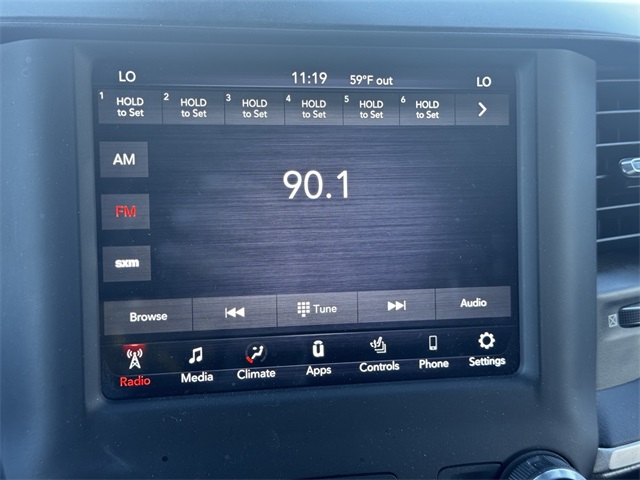 LO 11:19 59°F out LO
1 HOLD to Set 2 HOLD to Set 3 HOLD to Set 4 HOLD to Set 5 HOLD to Set 6 HOLD to Set
AM
90.1
FM
sxm
Browse Tune Audio
Radio Media Climate Apps Controls Phone Settings